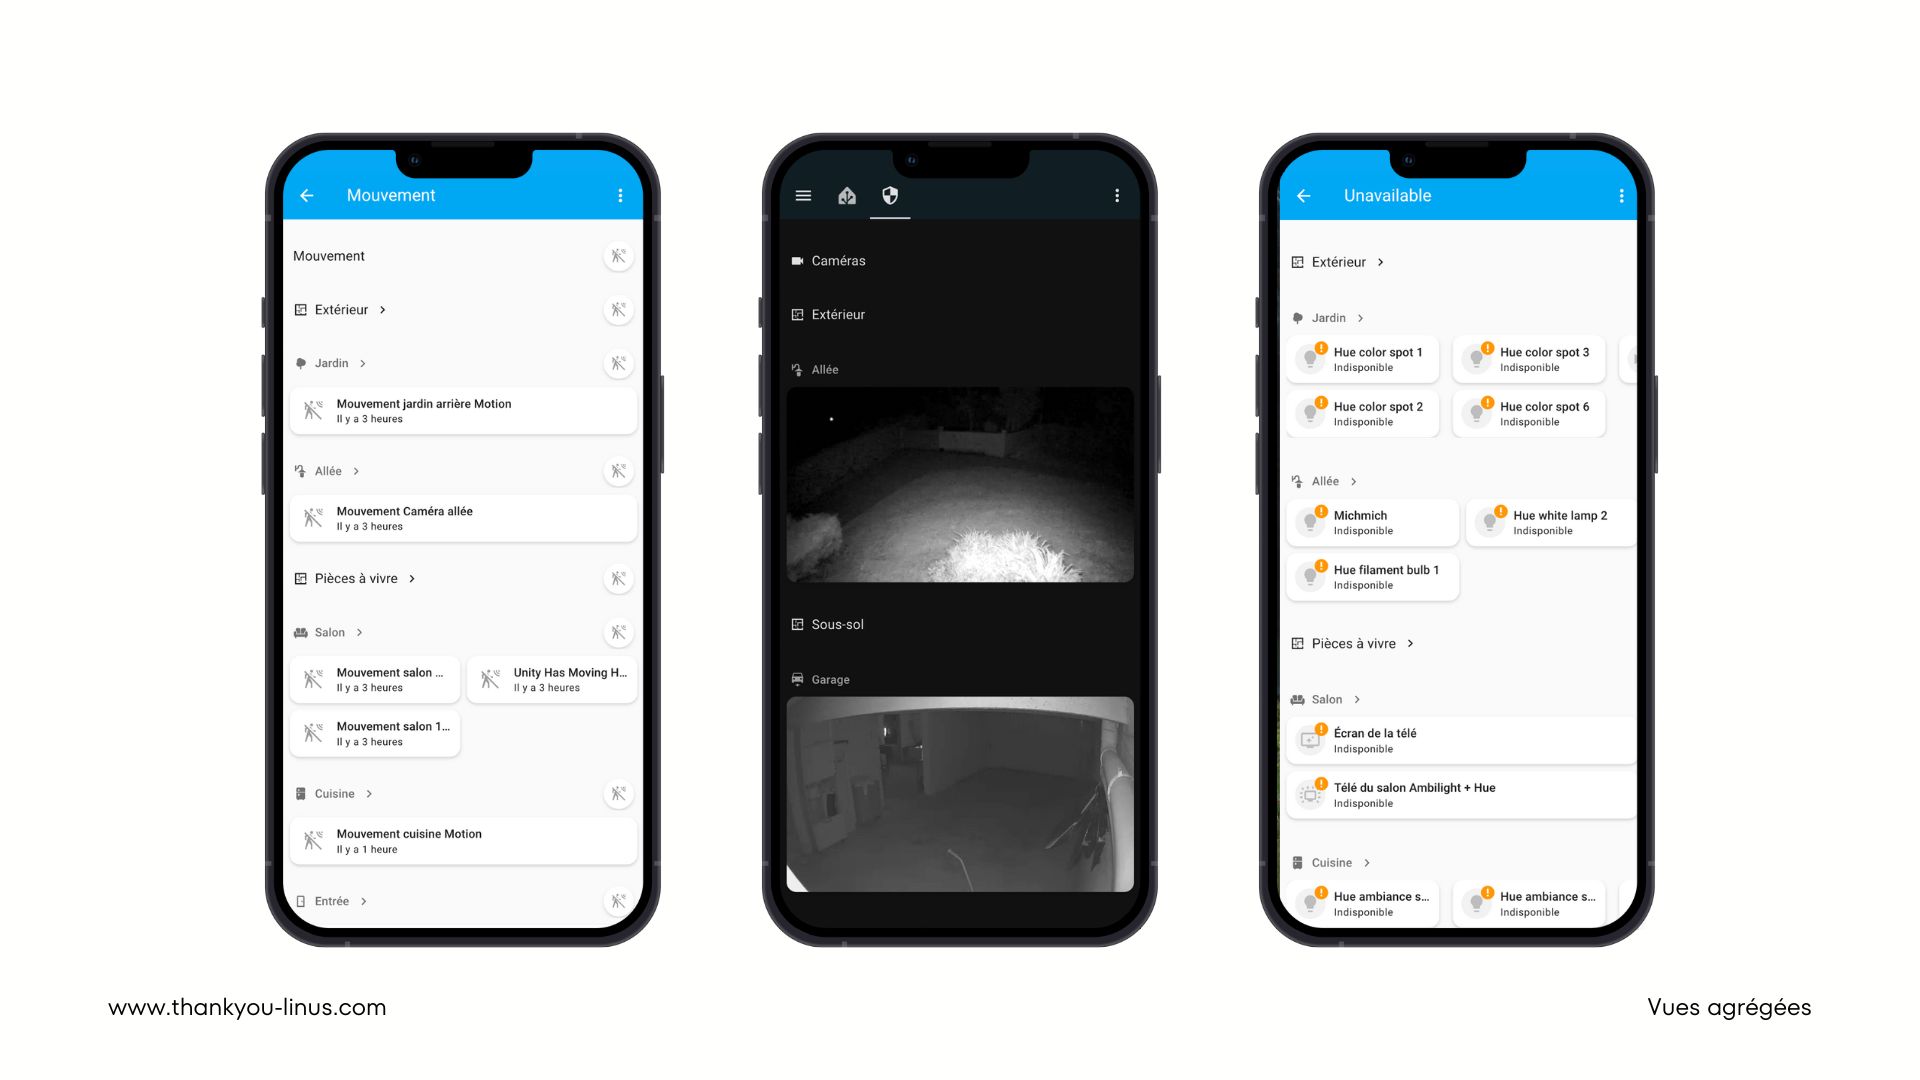 Mouvement
Mouvement
Extérieur
Jardin
Mouvement jardin arrière Motion
Il y a 3 heures
Allée
Mouvement Caméra allée
Il y a 3 heures
Pièces à vivre
Salon
Mouvement salon ...
Il y a 3 heures
Unity Has Moving H...
Il y a 3 heures
Mouvement salon 1...
Il y a 3 heures
Cuisine
Mouvement cuisine Motion
Il y a 1 heure
Entrée
Caméras
Extérieur
Allée
Sous-sol
Garage
Unavailable
Extérieur
Jardin
Hue color spot 1
Indisponible
Hue color spot 3
Indisponible
Hue color spot 2
Indisponible
Hue color spot 6
Indisponible
Allée
Michmich
Indisponible
Hue white lamp 2
Indisponible
Hue filament bulb 1
Indisponible
Pièces à vivre
Salon
Écran de la télé
Indisponible
Télé du salon Ambilight + Hue
Indisponible
Cuisine
Hue ambiance s...
Indisponible
Hue ambiance s...
Indisponible
www.thankyou-linus.com
Vues agrégées